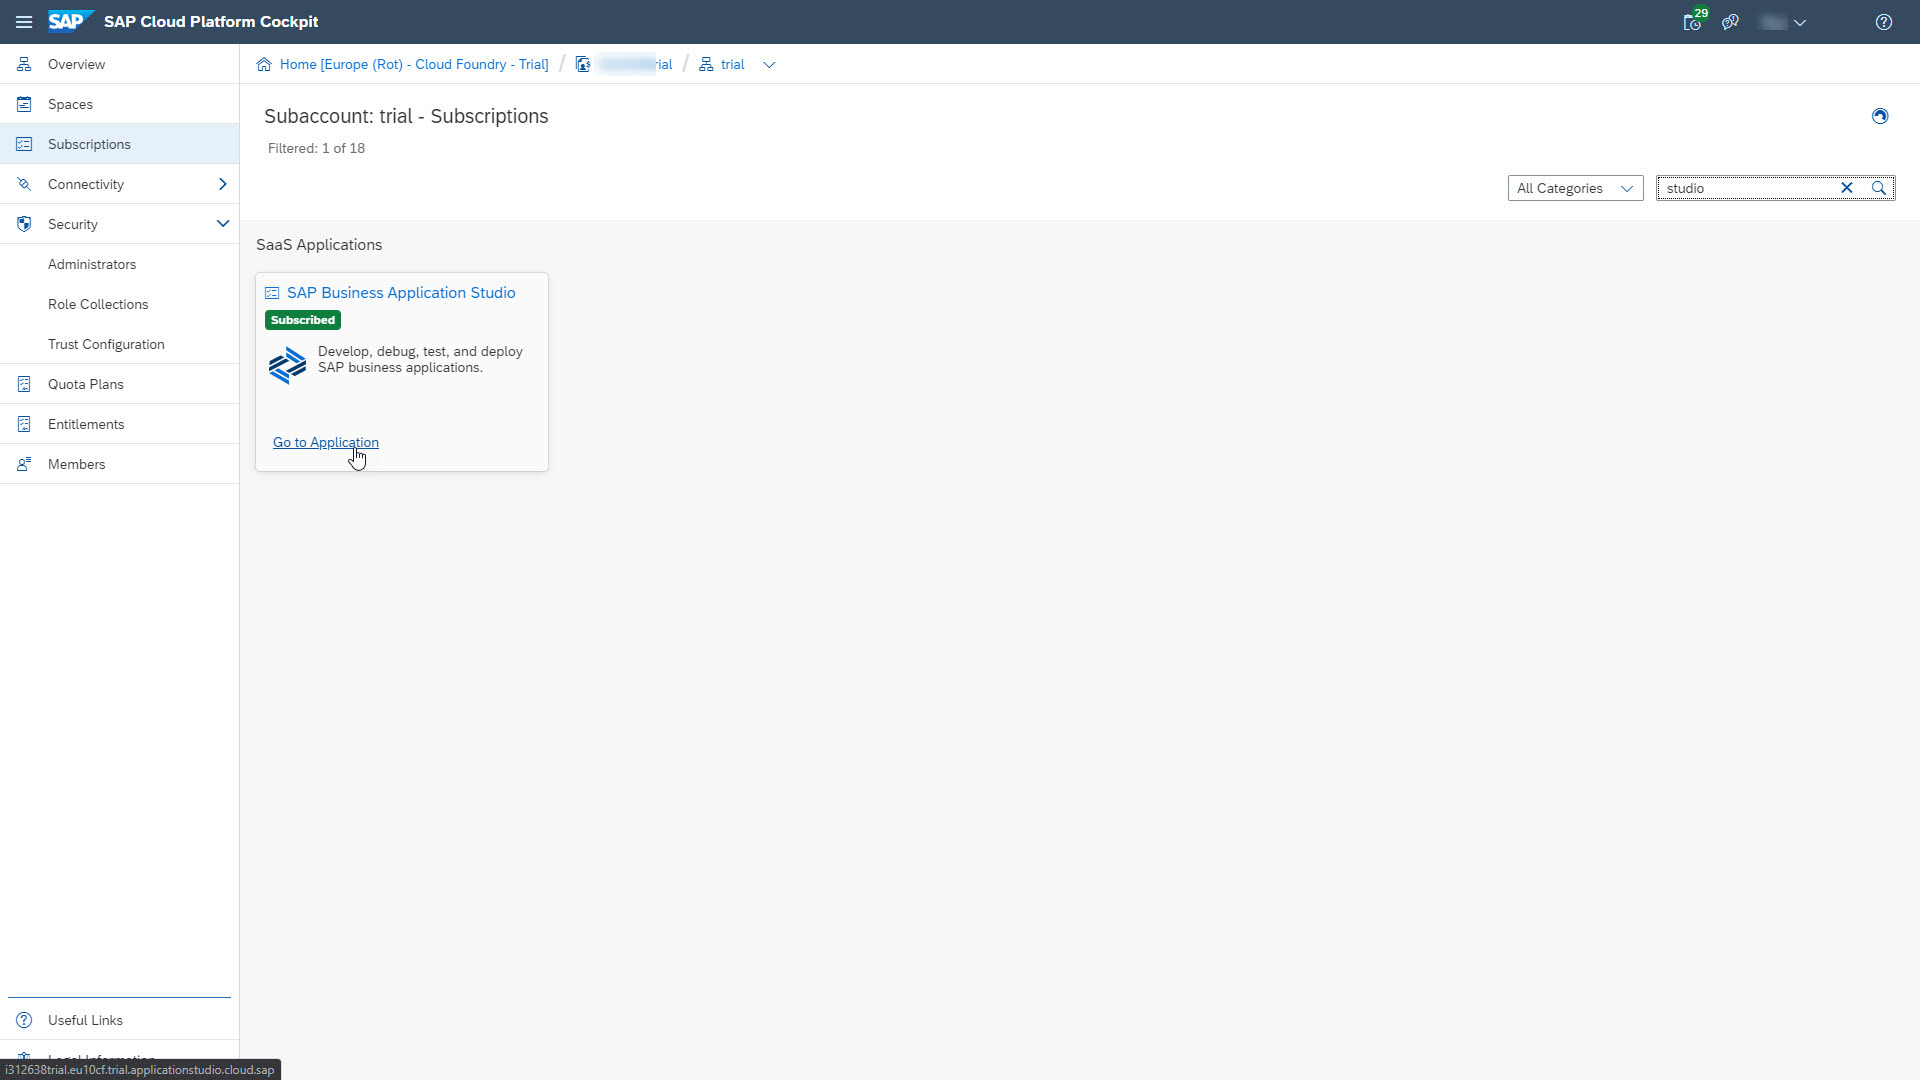 SAP SAP Cloud Platform Cockpit
29
Overview
Spaces
Subscriptions
Connectivity
Security
Administrators
Role Collections
Trust Configuration
Quota Plans
Entitlements
Members
Useful Links
Legal Information
i312638trial.eu10cf.trial.applicationstudio.cloud.sap
Home [Europe (Rot) - Cloud Foundry - Trial] / ial / trial
Subaccount: trial - Subscriptions
Filtered: 1 of 18
All Categories
studio
SaaS Applications
SAP Business Application Studio
Subscribed
Develop, debug, test, and deploy
SAP business applications.
Go to Application